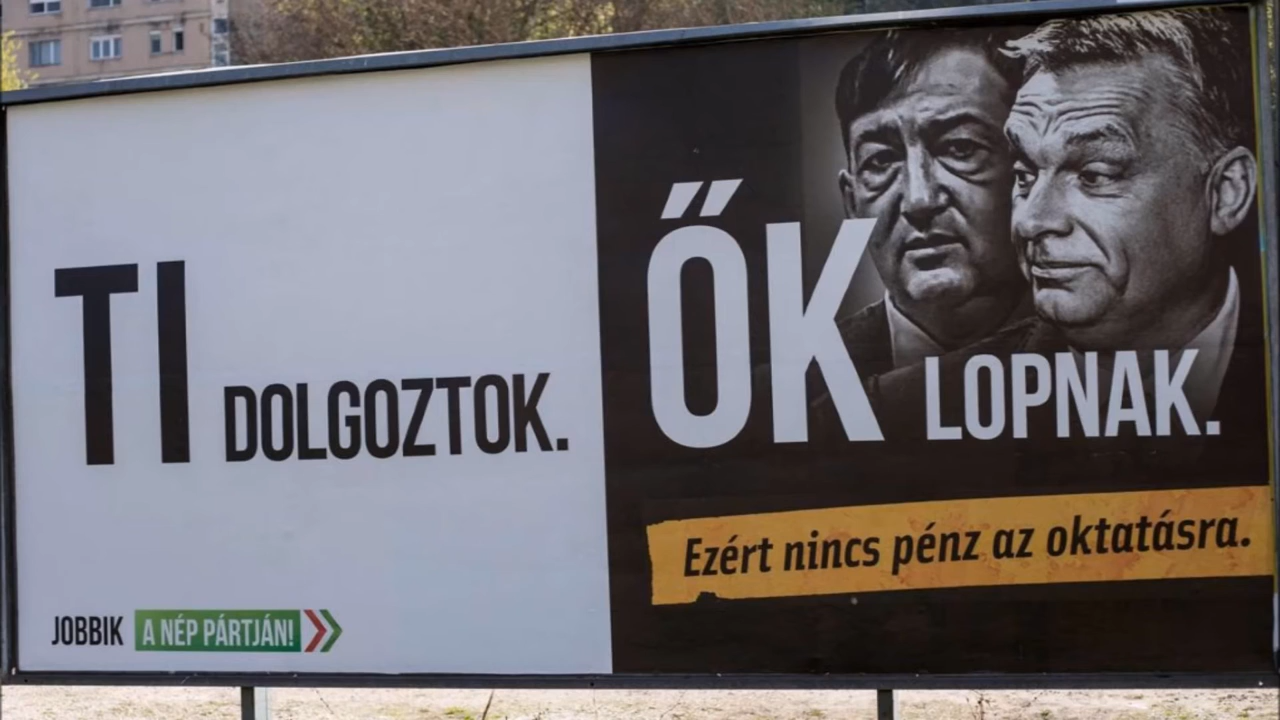 TI DOLGOZTOK.
ŐK LOPNAK.
Ezért nincs pénz az oktatásra.
JOBBIK A NÉP PÁRTJÁN!